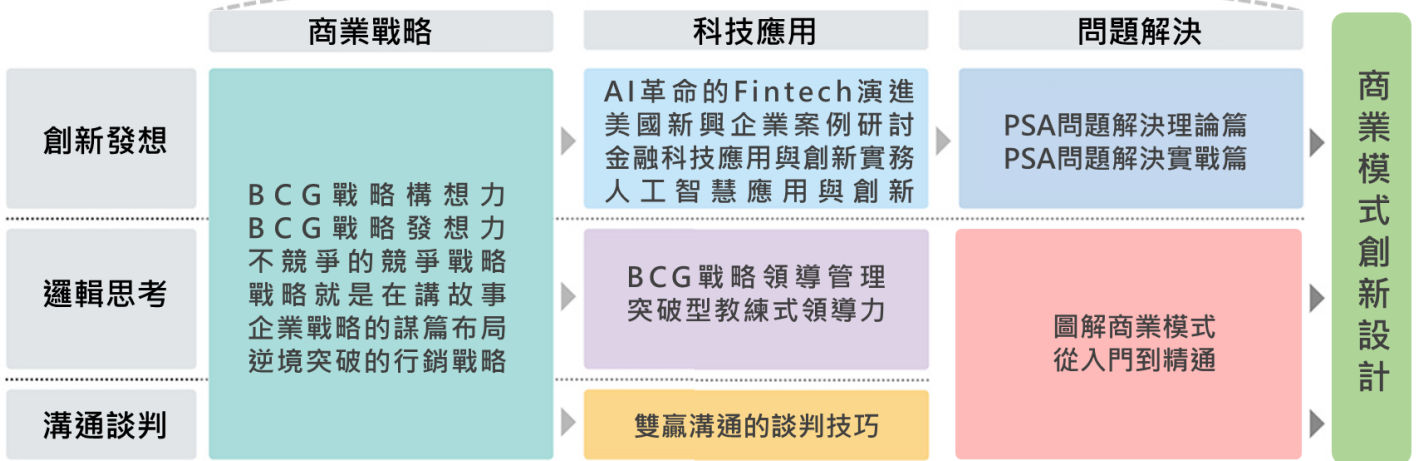 商業戰略
科技應用
問題解決
創新發想
邏輯思考
溝通談判
BCG戰略構想力
BCG戰略發想力
不競爭的競爭戰略
戰略就是在講故事
企業戰略的謀篇布局
逆境突破的行銷戰略
AI革命的Fintech演進
美國新興企業案例研討
金融科技應用與創新實務
人工智慧應用與創新
BCG戰略領導管理
突破型教練式領導力
雙贏溝通的談判技巧
PSA問題解決理論篇
PSA問題解決實戰篇
圖解商業模式
從入門到精通
商業模式創新設計